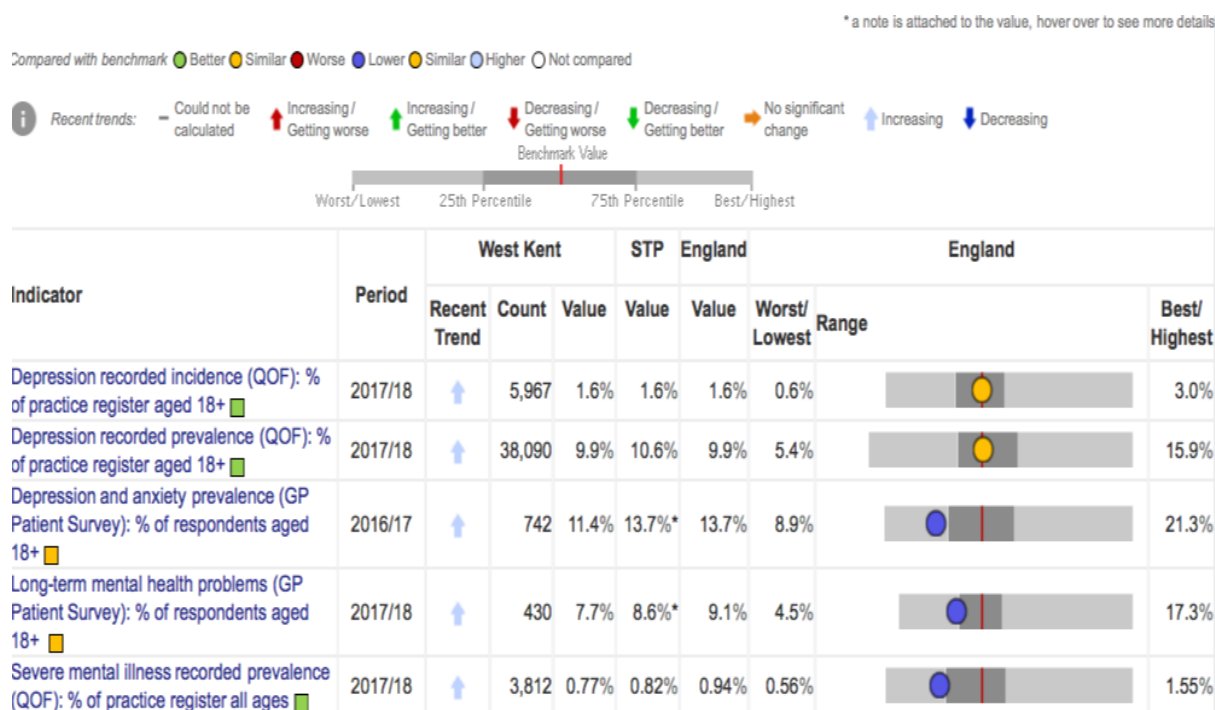 * a note is attached to the value, hover over to see more details
Compared with benchmark Better Similar Worse Lower Similar Higher Not compared
i Recent trends: – Could not be calculated Increasing / Getting worse Increasing / Getting better Decreasing / Getting worse Decreasing / Getting better No significant change Increasing Decreasing
Benchmark Value
Worst/Lowest 25th Percentile 75th Percentile Best/Highest
West Kent STP England England
Indicator Period Recent Trend Count Value Value Value Worst/ Lowest Range Best/ Highest
Depression recorded incidence (QOF): %
of practice register aged 18+ 2017/18 5,967 1.6% 1.6% 1.6% 0.6% 3.0%
Depression recorded prevalence (QOF): %
of practice register aged 18+ 2017/18 38,090 9.9% 10.6% 9.9% 5.4% 15.9%
Depression and anxiety prevalence (GP
Patient Survey): % of respondents aged
18+ 2016/17 742 11.4% 13.7%* 13.7% 8.9% 21.3%
Long-term mental health problems (GP
Patient Survey): % of respondents aged
18+ 2017/18 430 7.7% 8.6%* 9.1% 4.5% 17.3%
Severe mental illness recorded prevalence
(QOF): % of practice register all ages 2017/18 3,812 0.77% 0.82% 0.94% 0.56% 1.55%